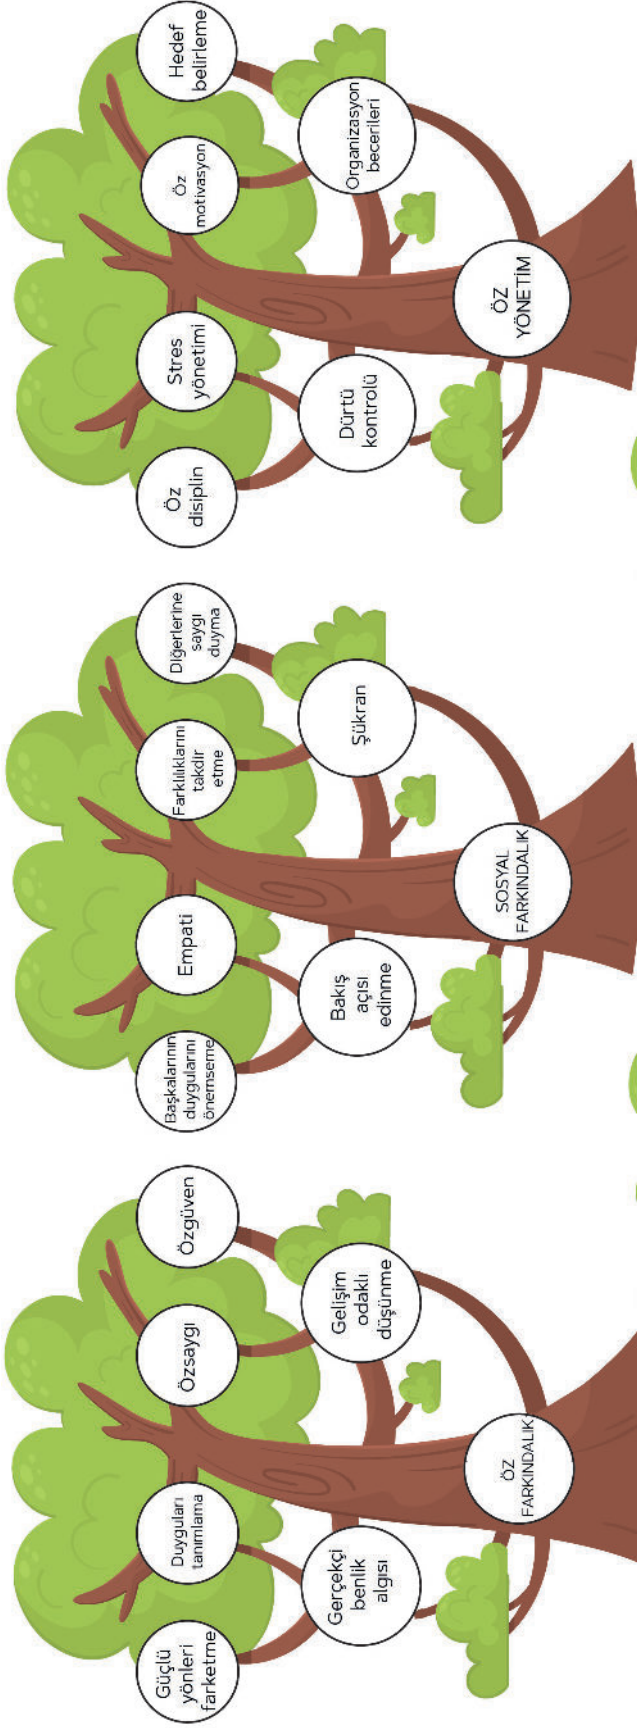 Güçlü
yönleri
farketme
Duyguları
tanımlama
Özsaygı
Özgüven
Gerçekçi
benlik
algısı
Gelişim
odaklı
düşünme
ÖZ
FARKINDALIK
Başkalarının
duygularını
önemseme
Empati
Farklılıklarını
takdir
etme
Diğerlerine
saygı
duyma
Bakış
açısı
edinme
Şükran
SOSYAL
FARKINDALIK
Öz
disiplin
Stres
yönetimi
Öz
motivasyon
Hedef
belirleme
Dürtü
kontrolü
Organizasyon
becerileri
ÖZ
YÖNETİM